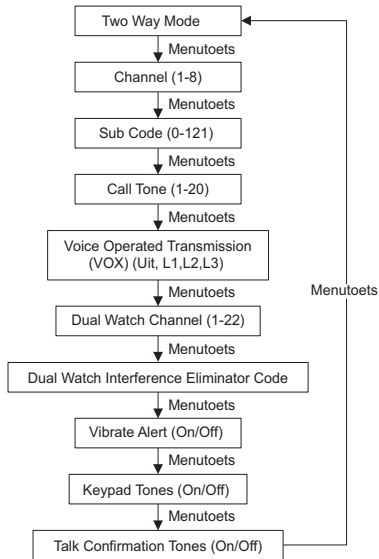 Two Way Mode
Menutoets
Channel (1-8)
Menutoets
Sub Code (0-121)
Menutoets
Call Tone (1-20)
Menutoets
Voice Operated Transmission
(VOX) (Uit, L1,L2,L3)
Menutoets
Menutoets
Dual Watch Channel (1-22)
Menutoets
Dual Watch Interference Eliminator Code
Menutoets
Vibrate Alert (On/Off)
Menutoets
Keypad Tones (On/Off)
Menutoets
Talk Confirmation Tones (On/Off)